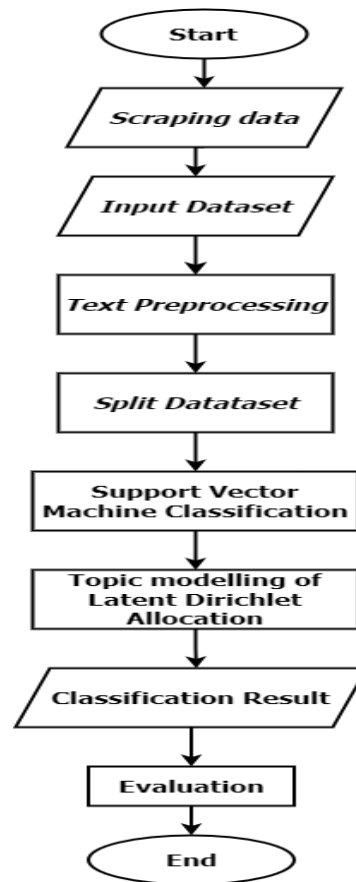 Start
Scraping data
Input Dataset
Text Preprocessing
Split Datataset
Support Vector
Machine Classification
Topic modelling of
Latent Dirichlet
Allocation
Classification Result
Evaluation
End